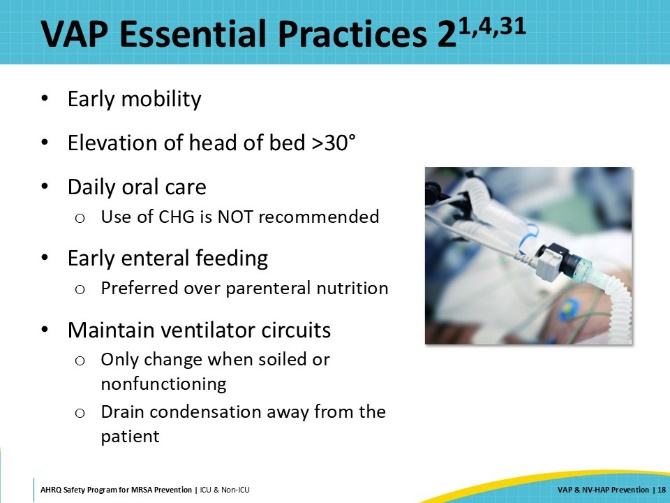 VAP Essential Practices 2¹,⁴,³¹
• Early mobility
• Elevation of head of bed >30°
• Daily oral care
o Use of CHG is NOT recommended
• Early enteral feeding
o Preferred over parenteral nutrition
• Maintain ventilator circuits
o Only change when soiled or
nonfunctioning
o Drain condensation away from the
patient
AHRQ Safety Program for MRSA Prevention | ICU & Non-ICU
VAP & NV-HAP Prevention | 18